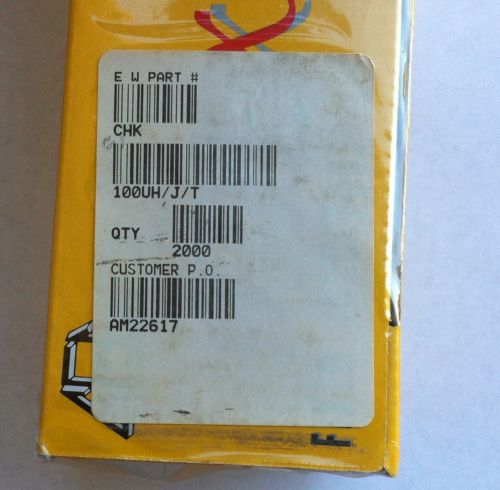 E W PART #
CHK
100UH/J/T
QTY
2000
CUSTOMER P.O.
AM22617